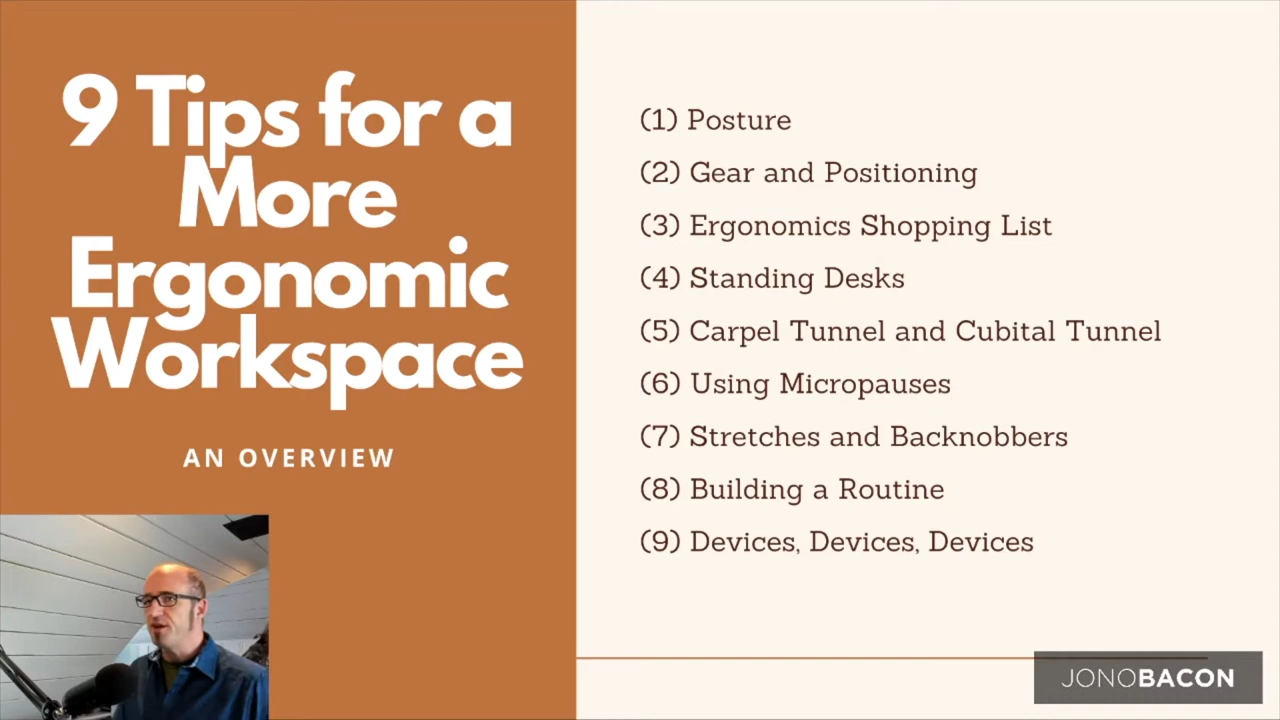 9 Tips for a
More
Ergonomic
Workspace
AN OVERVIEW
(1) Posture
(2) Gear and Positioning
(3) Ergonomics Shopping List
(4) Standing Desks
(5) Carpel Tunnel and Cubital Tunnel
(6) Using Micropauses
(7) Stretches and Backnobbers
(8) Building a Routine
(9) Devices, Devices, Devices
JONOBACON